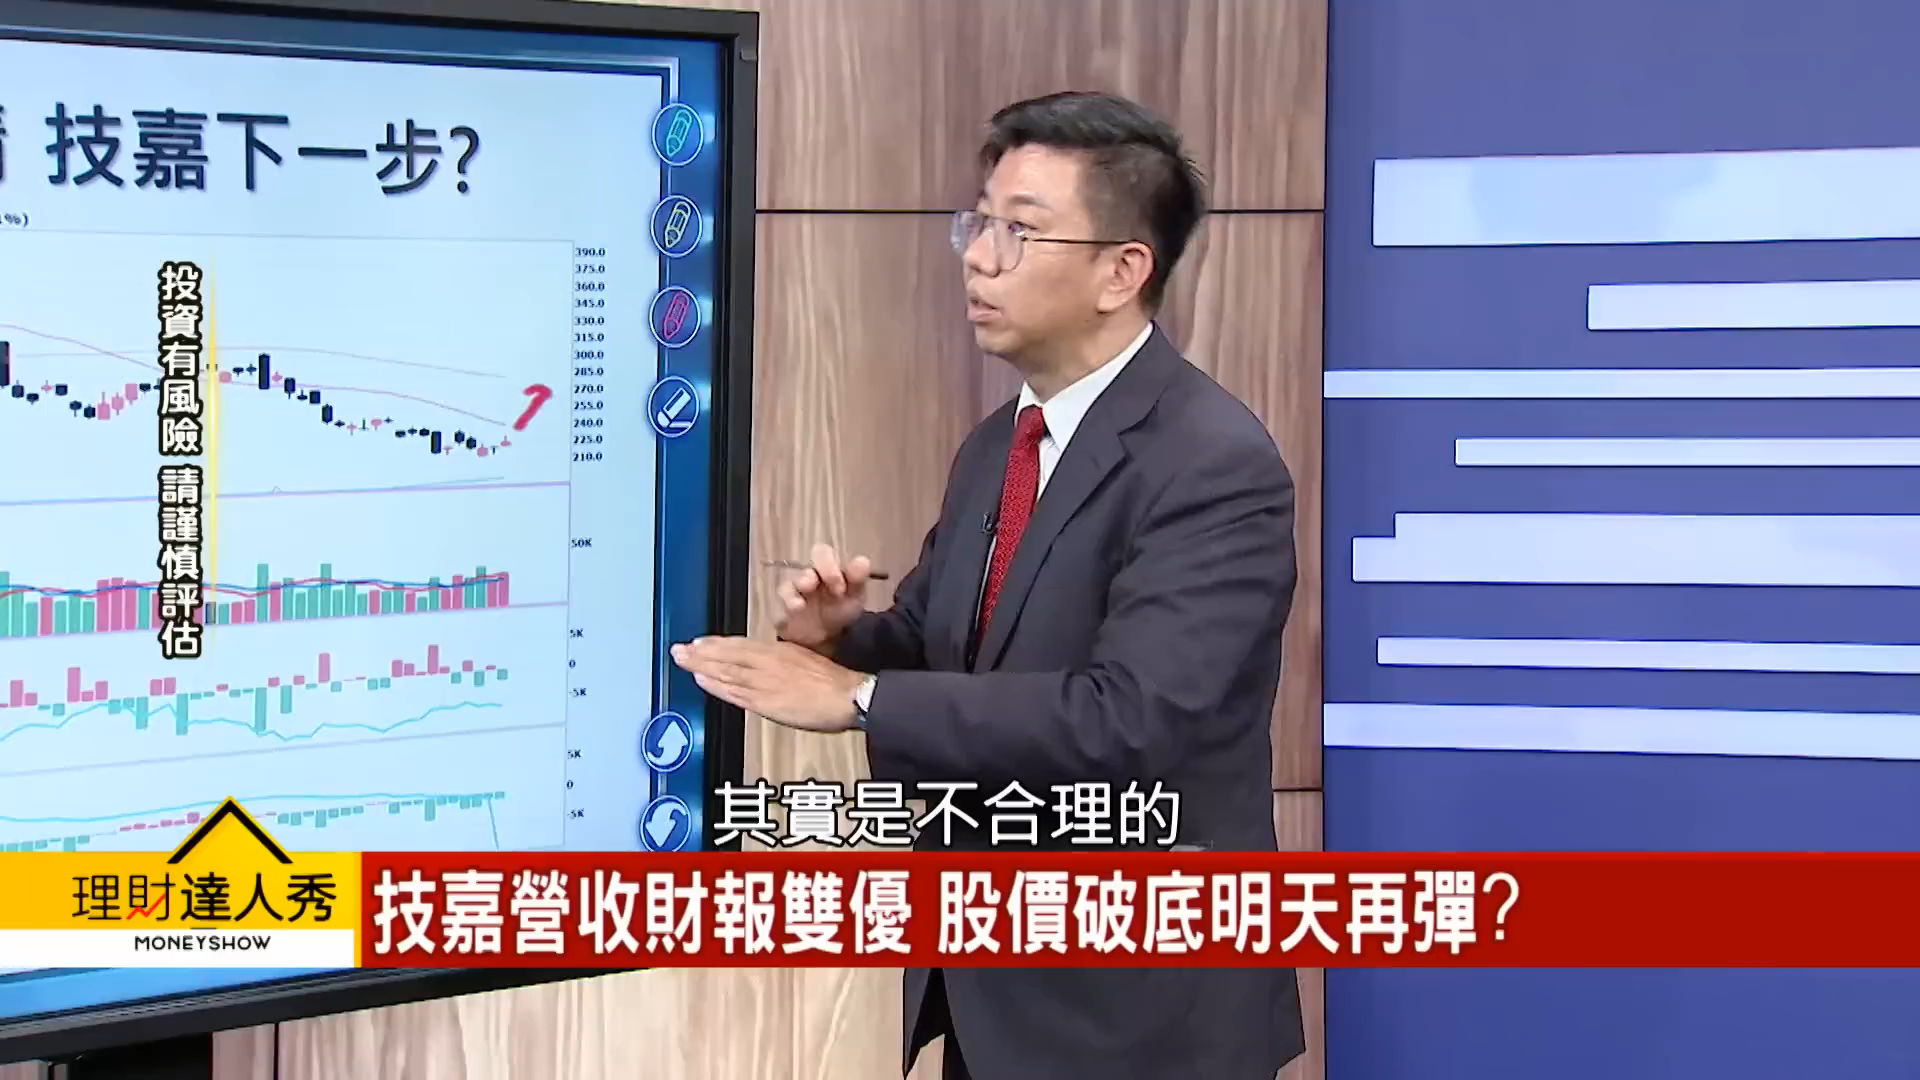 技嘉下一步?
%)
390.0
375.0
360.0
345.0
330.0
315.0
300.0
285.0
270.0
255.0
240.0
225.0
210.0
50K
5K
0
-5K
5K
0
-5K
投資有風險 請謹慎評估
其實是不合理的
理財達人秀
MONEYSHOW
技嘉營收財報雙優 股價破底明天再彈?